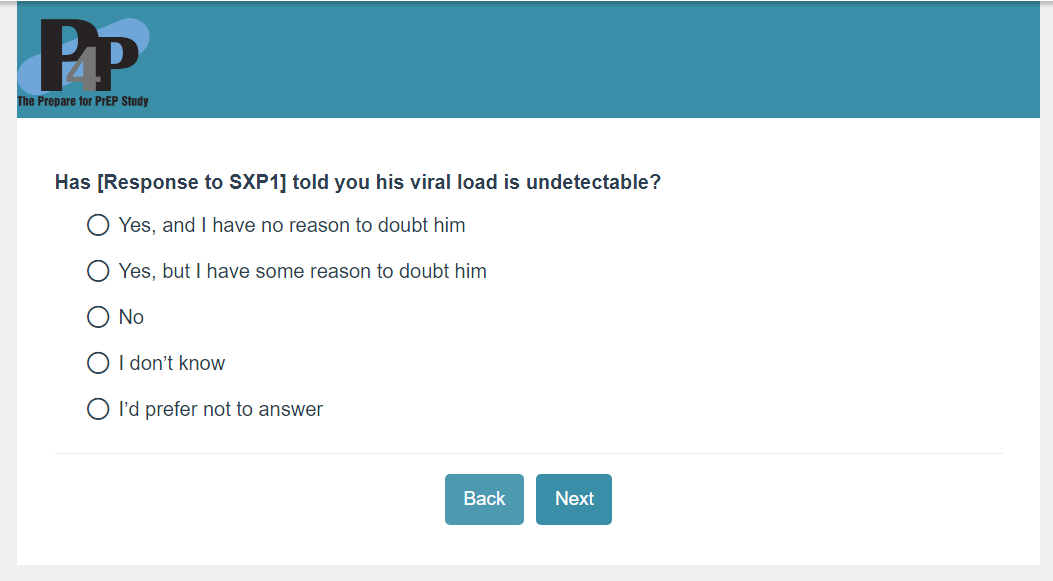 P4P
The Prepare for PrEP Study
Has [Response to SXP1] told you his viral load is undetectable?
Yes, and I have no reason to doubt him
Yes, but I have some reason to doubt him
No
I don’t know
I’d prefer not to answer
Back Next